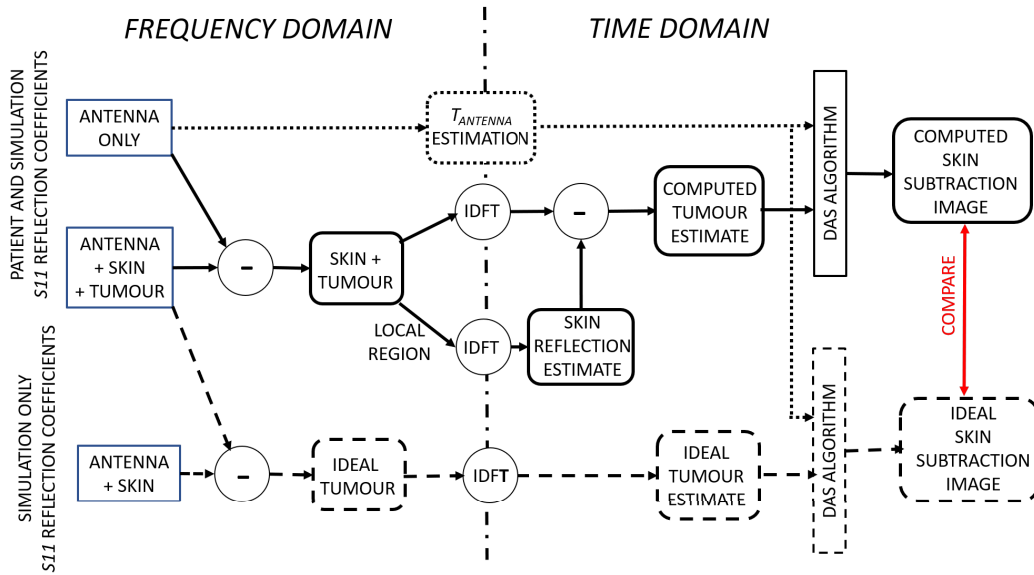 FREQUENCY DOMAIN
TIME DOMAIN
PATIENT AND SIMULATION
S11 REFLECTION COEFFICIENTS
ANTENNA
ONLY
T_ANTENNA
ESTIMATION
DAS ALGORITHM
COMPUTED
SKIN
SUBTRACTION
IMAGE
ANTENNA
+ SKIN
+ TUMOUR
-
SKIN +
TUMOUR
IDFT
-
COMPUTED
TUMOUR
ESTIMATE
LOCAL
REGION
IDFT
SKIN
REFLECTION
ESTIMATE
COMPARE
SIMULATION ONLY
S11 REFLECTION COEFFICIENTS
ANTENNA
+ SKIN
-
IDEAL
TUMOUR
IDFT
IDEAL
TUMOUR
ESTIMATE
DAS ALGORITHM
IDEAL
SKIN
SUBTRACTION
IMAGE